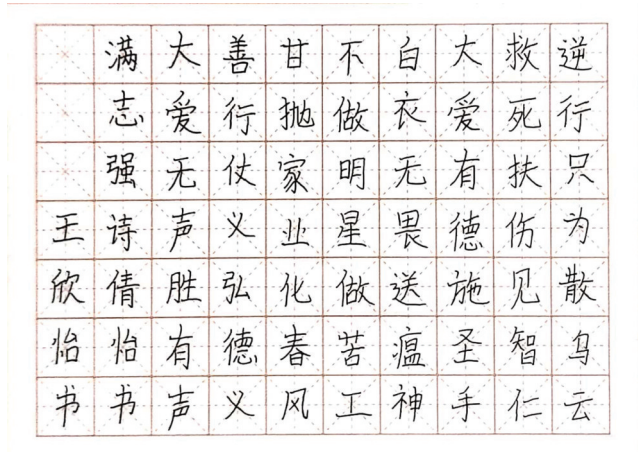 逆行只为散乌云
救死扶伤见智仁
大爱有德施圣手
白衣无畏送瘟神
不做明星做苦工
甘抛家业化春风
善行仗义弘德义
大爱无声胜有声
满志强诗倩怡书
王欣怡书